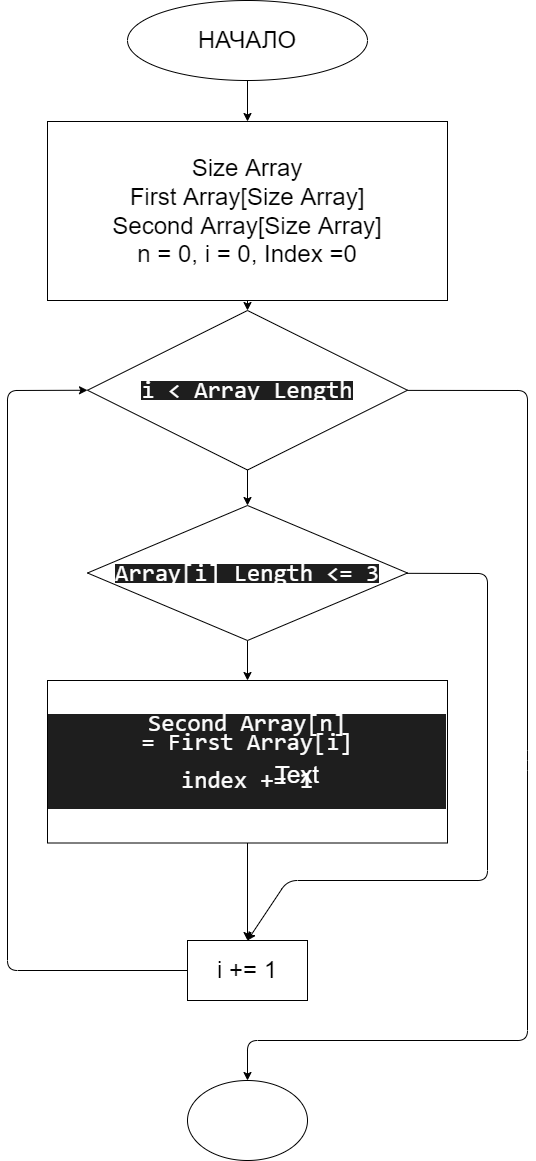 НАЧАЛО
Size Array
First Array[Size Array]
Second Array[Size Array]
n = 0, i = 0, Index =0
i < Array Length
Array[i] Length <= 3
Second Array[n]
= First Array[i]
index += 1
Text
i += 1